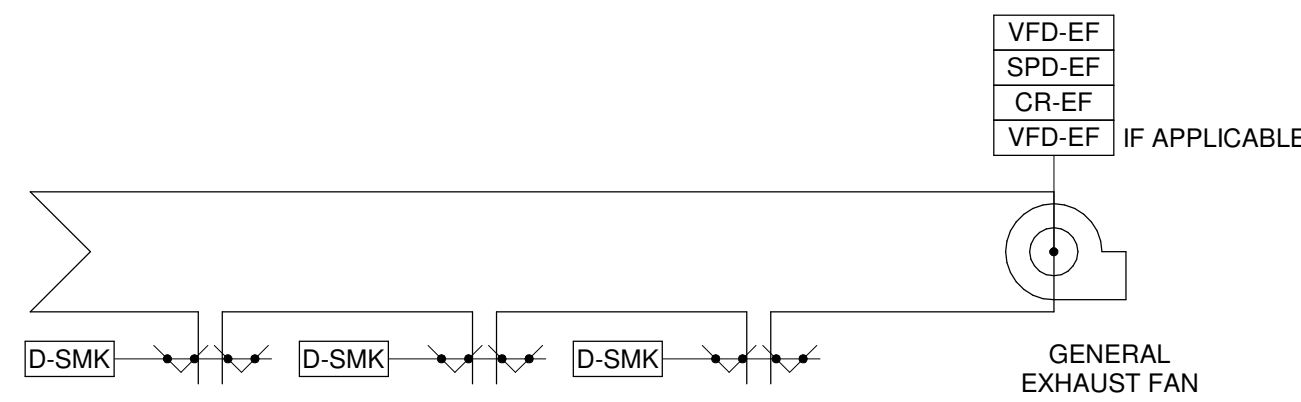 VFD-EF
SPD-EF
CR-EF
VFD-EF IF APPLICABLE
D-SMK D-SMK D-SMK
GENERAL
EXHAUST FAN